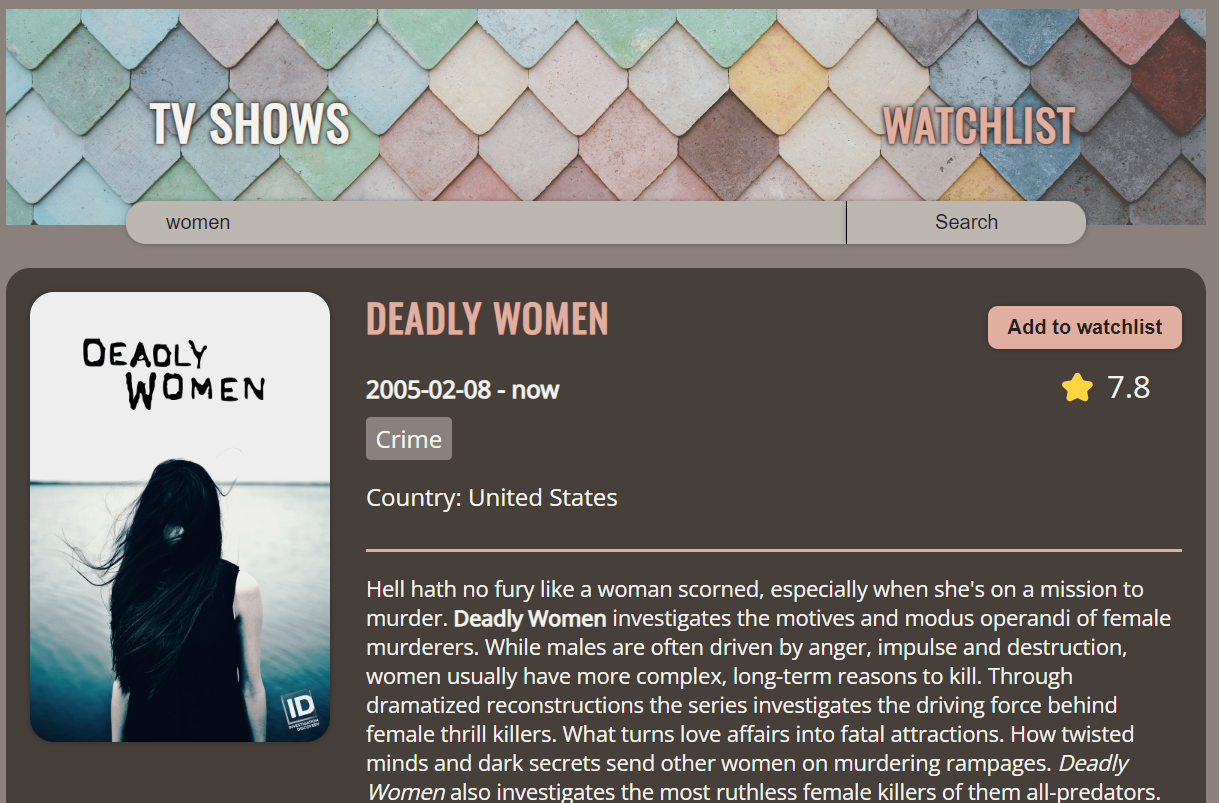 TV SHOWS
WATCHLIST
women
Search
DEADLY WOMEN
DEADLY
WOMEN
ID
INVESTIGATION
DISCOVERY
Add to watchlist
2005-02-08 - now
7.8
Crime
Country: United States
Hell hath no fury like a woman scorned, especially when she's on a mission to
murder. Deadly Women investigates the motives and modus operandi of female
murderers. While males are often driven by anger, impulse and destruction,
women usually have more complex, long-term reasons to kill. Through
dramatized reconstructions the series investigates the driving force behind
female thrill killers. What turns love affairs into fatal attractions. How twisted
minds and dark secrets send other women on murdering rampages. Deadly
Women also investigates the most ruthless female killers of them all-predators.